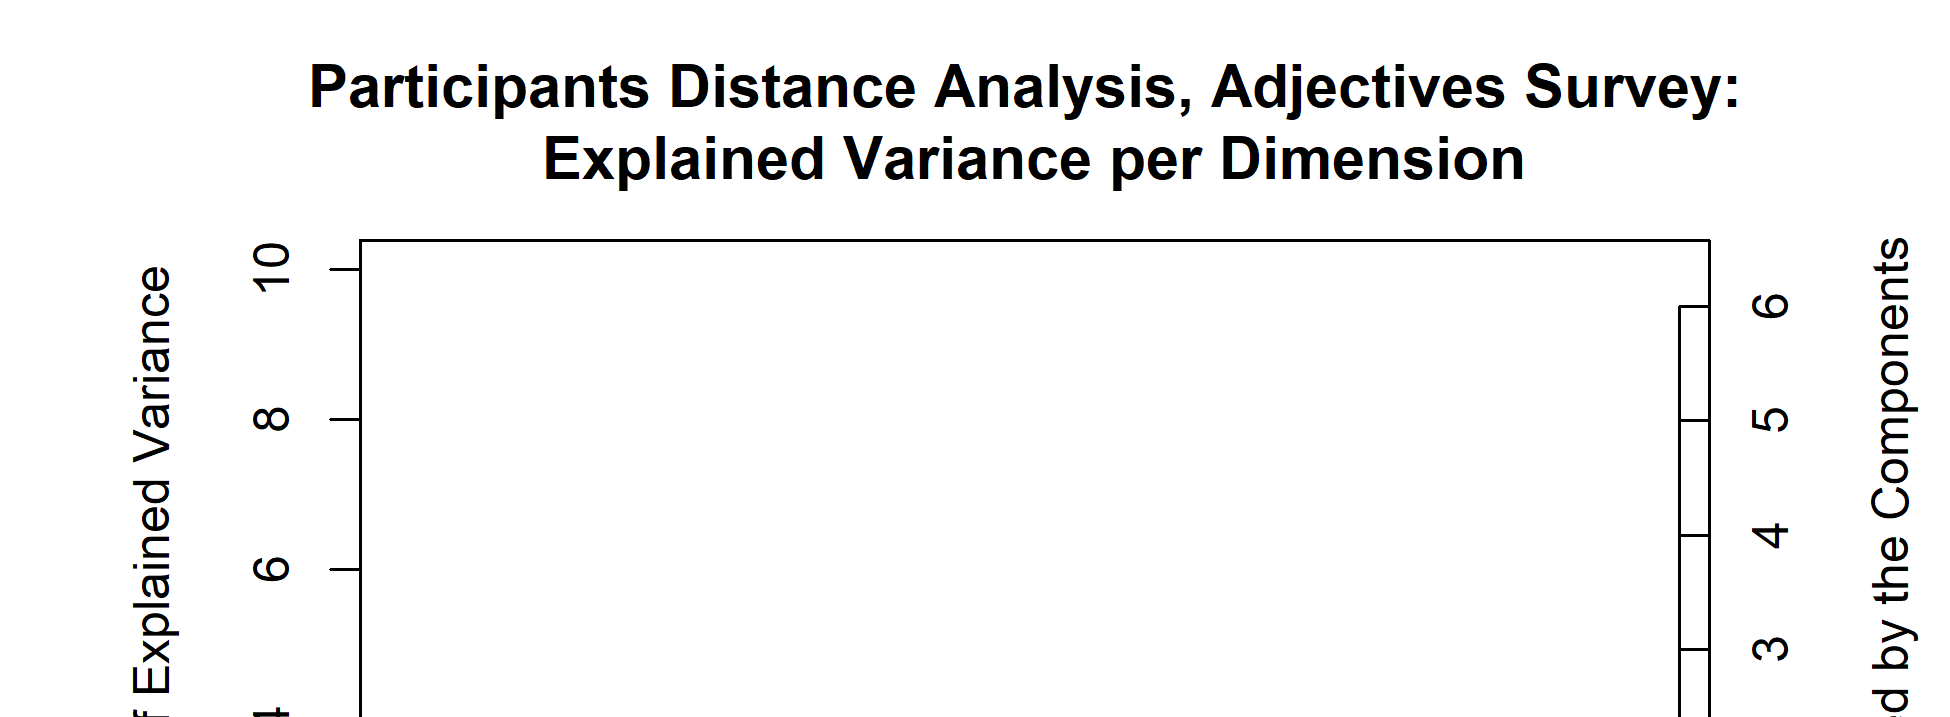 Participants Distance Analysis, Adjectives Survey:
Explained Variance per Dimension
Explained Variance
10
8
6
4
6
5
4
3
by the Components